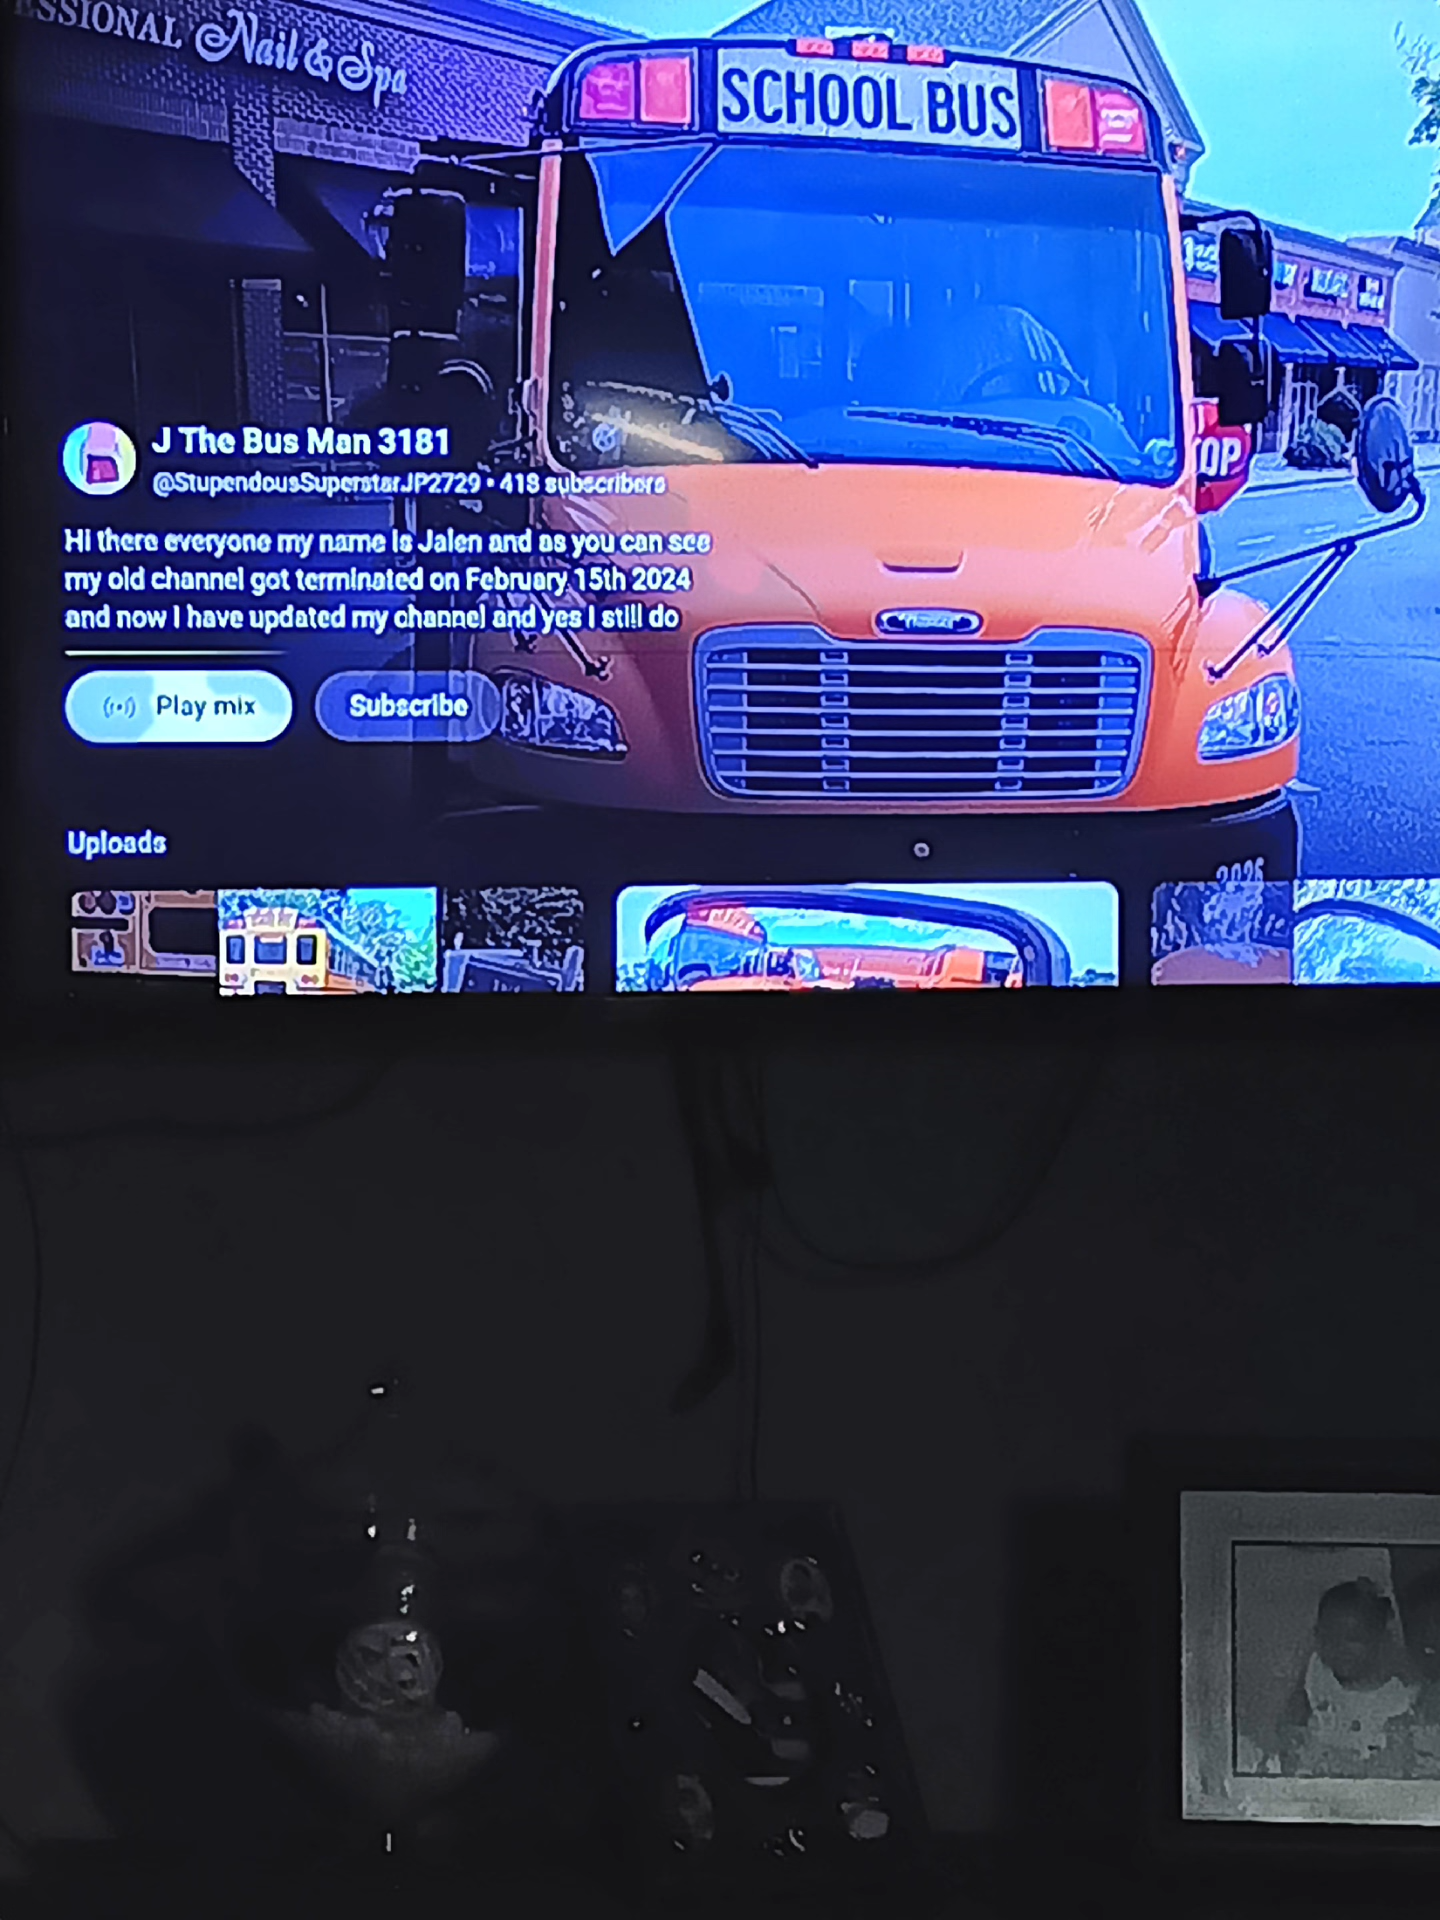 ESSIONAL Nail & Spa
SCHOOL BUS
OP
J The Bus Man 3181
@StupendousSuperstarJP2729 • 418 subscribers
Hi there everyone my name is Jalen and as you can see
my old channel got terminated on February 15th 2024
and now I have updated my channel and yes I still do
Play mix
Subscribe
Uploads